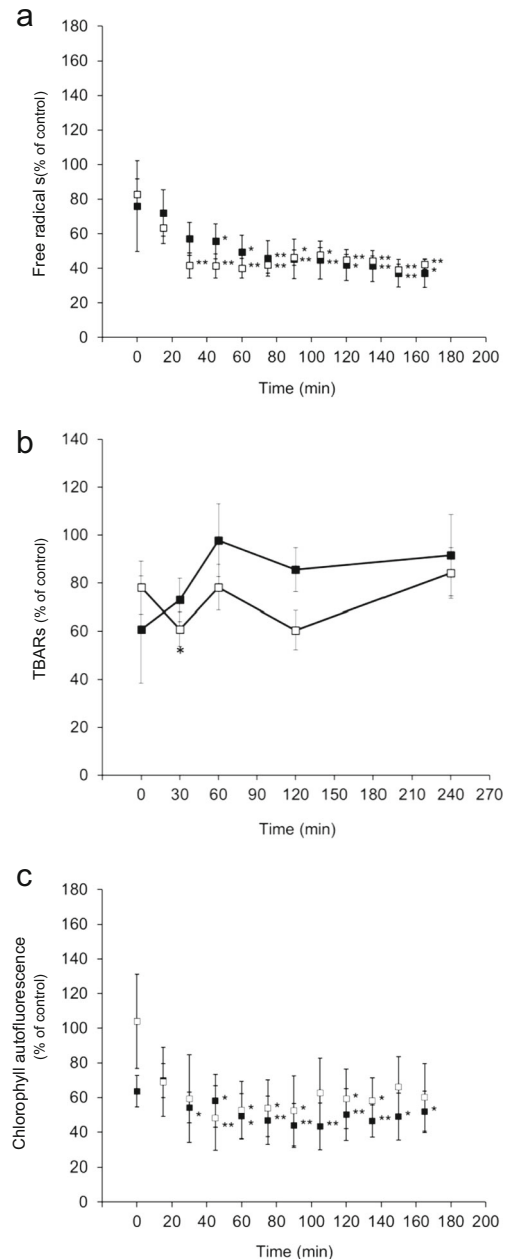 a
180
160
140
120
100
80
60
40
20
0
Free radical s(% of control)
* * ** * * ** **
** ** ** ** ** ** * ** ** *
0 20 40 60 80 100 120 140 160 180 200
Time (min)
b
140
120
100
80
60
40
20
0
TBARs (% of control)
*
0 30 60 90 120 150 180 210 240 270
Time (min)
c
180
160
140
120
100
80
60
40
20
0
Chlorophyll autofluorescence
(% of control)
* * * * * *
* ** * ** ** ** ** ** * *
0 20 40 60 80 100 120 140 160 180 200
Time (min)